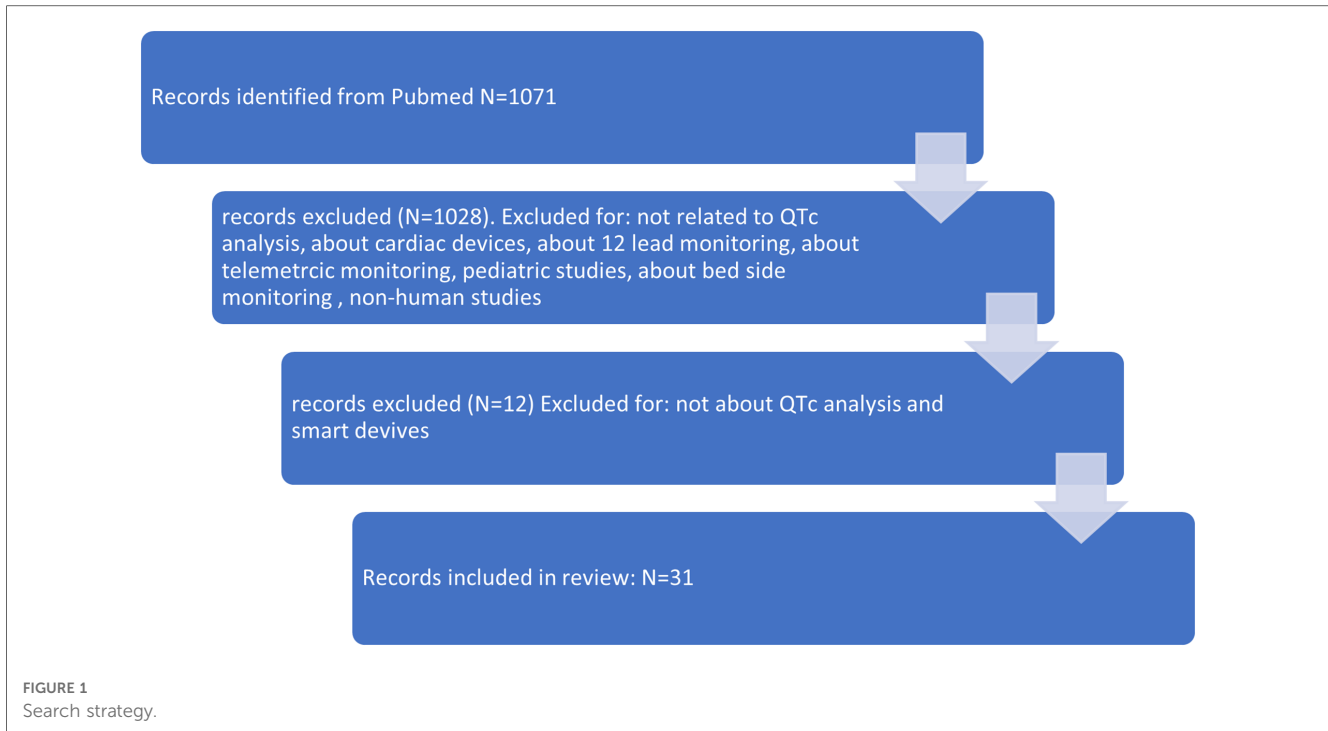 Records identified from Pubmed N=1071
records excluded (N=1028). Excluded for: not related to QTc
analysis, about cardiac devices, about 12 lead monitoring, about
telemetrcic monitoring, pediatric studies, about bed side
monitoring , non-human studies
records excluded (N=12) Excluded for: not about QTc analysis and
smart devives
Records included in review: N=31
FIGURE 1
Search strategy.